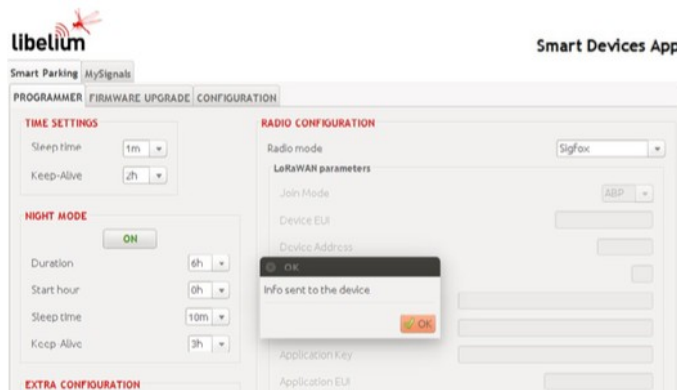 libelium
Smart Devices App
Smart Parking MySignals
PROGRAMMER FIRMWARE UPGRADE CONFIGURATION
TIME SETTINGS
Sleep time 1m
Keep-Alive 2h
NIGHT MODE
ON
Duration 6h
Start hour 0h
Sleep time 10m
Keep-Alive 3h
EXTRA CONFIGURATION
RADIO CONFIGURATION
Radio mode Sigfox
LoRaWAN parameters
Join Mode ABP
Device EUI
Device Address
OK
Info sent to the device
OK
Application Key
Application EUI